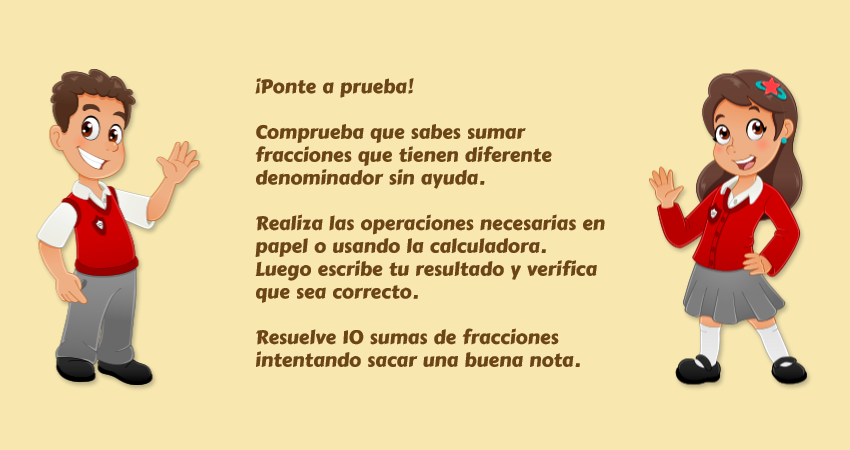 ¡Ponte a prueba!
Comprueba que sabes sumar
fracciones que tienen diferente
denominador sin ayuda.
Realiza las operaciones necesarias en
papel o usando la calculadora.
Luego escribe tu resultado y verifica
que sea correcto.
Resuelve 10 sumas de fracciones
intentando sacar una buena nota.